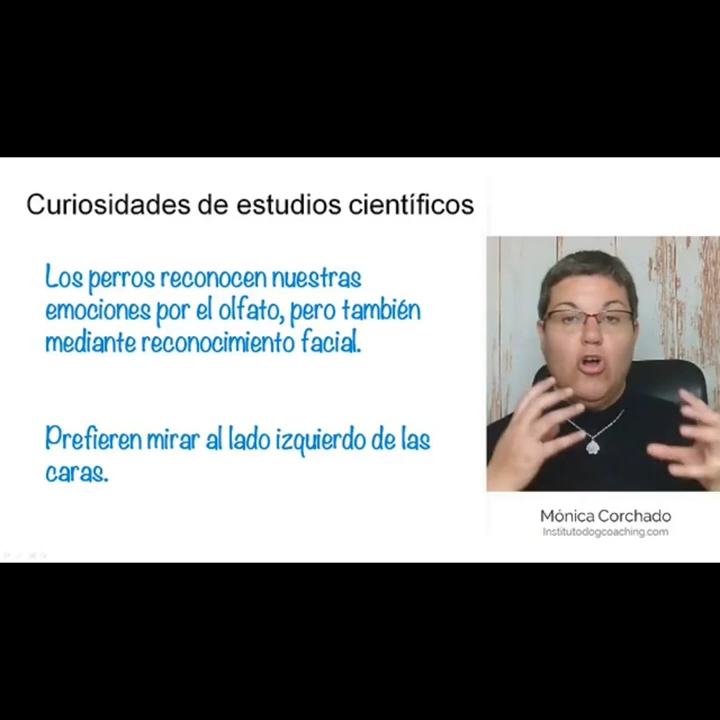 Curiosidades de estudios científicos
Los perros reconocen nuestras
emociones por el olfato, pero también
mediante reconocimiento facial.
Prefieren mirar al lado izquierdo de las
caras.
Mónica Corchado
Institutodogcoaching.com